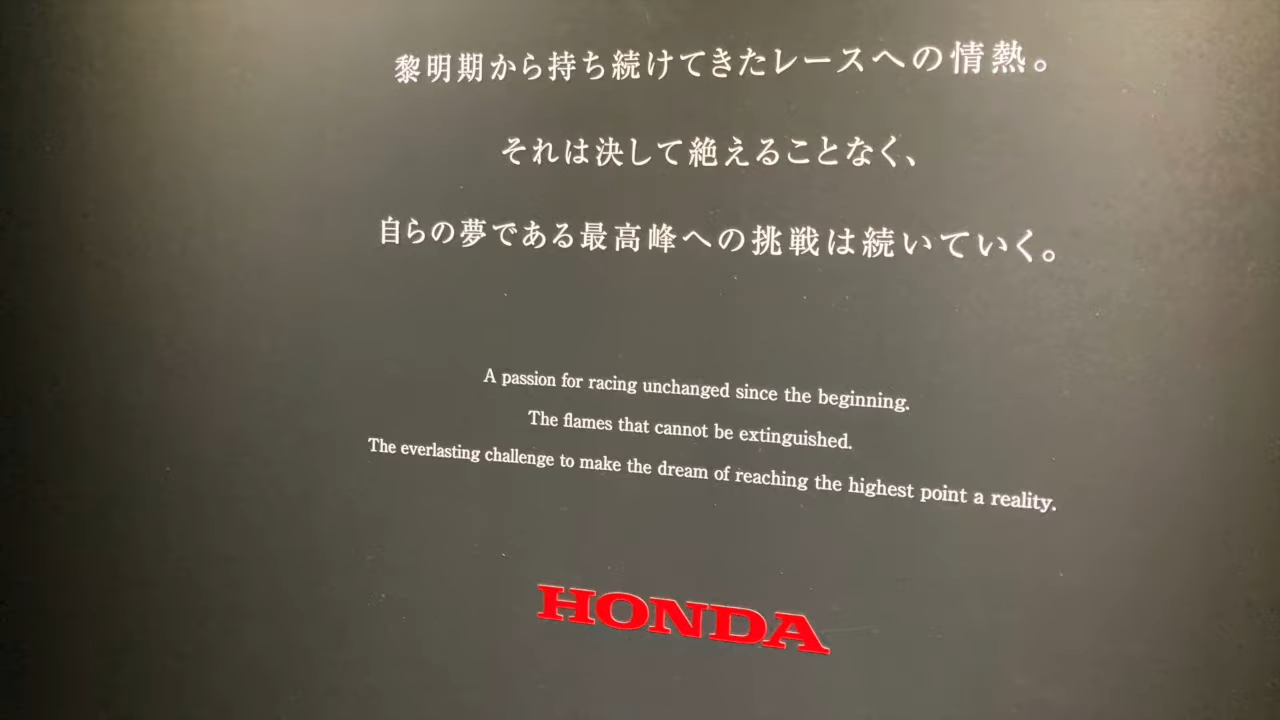 黎明期から持ち続けてきたレースへの情熱。
それは決して絶えることなく、
自らの夢である最高峰への挑戦は続いていく。
A passion for racing unchanged since the beginning.
The flames that cannot be extinguished.
The everlasting challenge to make the dream of reaching the highest point a reality.
HONDA